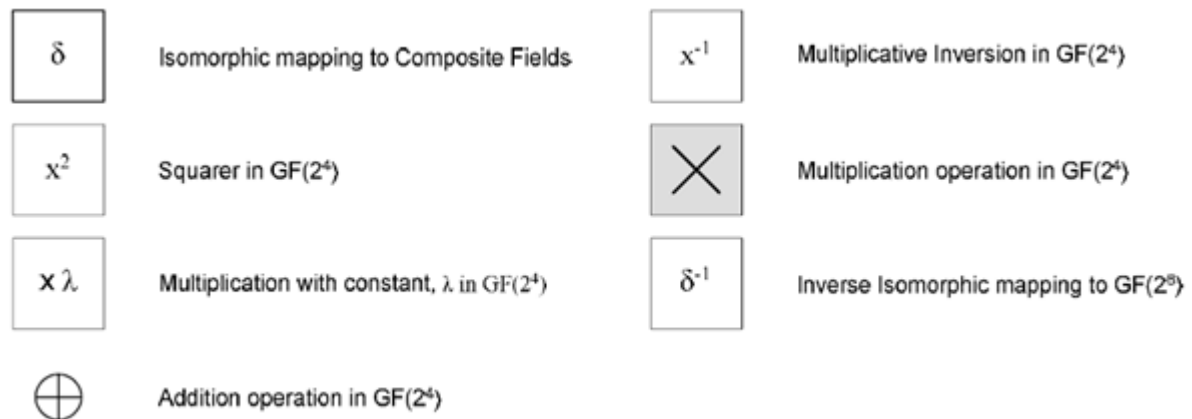 δ Isomorphic mapping to Composite Fields
x² Squarer in GF(2⁴)
x λ Multiplication with constant, λ in GF(2⁴)
Addition operation in GF(2⁴)
x⁻¹ Multiplicative Inversion in GF(2⁴)
Multiplication operation in GF(2⁴)
δ⁻¹ Inverse Isomorphic mapping to GF(2⁸)